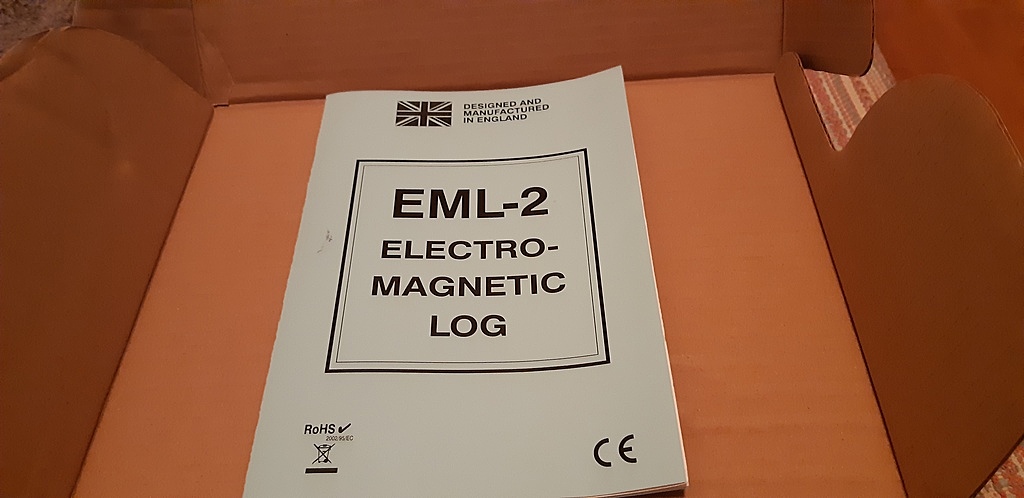 DESIGNED AND
MANUFACTURED
IN ENGLAND
EML-2
ELECTRO-
MAGNETIC
LOG
RoHS ✓
2002/95/EC
CE